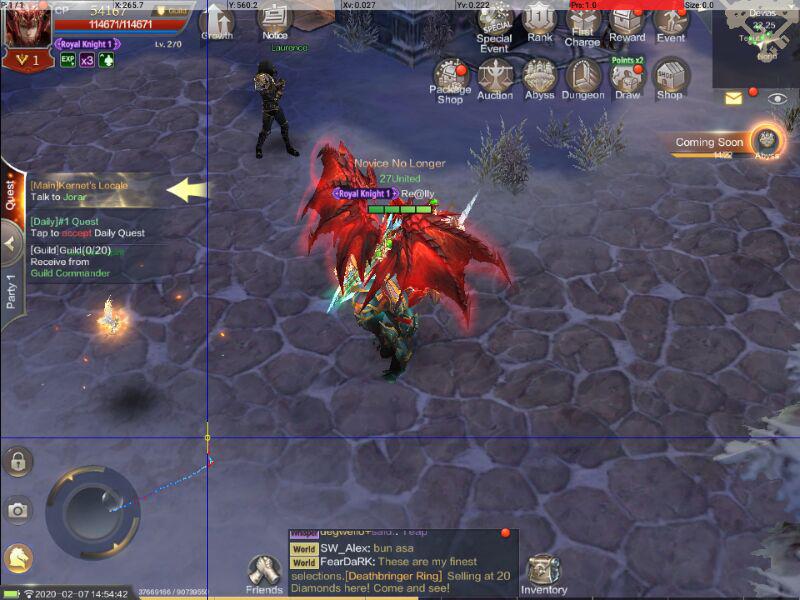 P: 1 / 1 X: 265.7 Y: 560.2 Xv: 0.027 Yv: 0.222 Prs: 1.0 Size: 0.0
CP 54167 Guild
114671/114671
Royal Knight 1 Lv. 2/0
1 EXP x3
Growth Notice
Laurence
SPECIAL
Special Event Rank First Charge Reward Event
Points x2
Package Shop Auction Abyss Dungeon Draw Shop
Coming Soon
Abyss
Novice No Longer
27United
Royal Knight 1 Re@lly
Quest
[Main]Kernot's Locale
Talk to Jorar
[Daily]#1 Quest
Tap to accept Daily Quest
[Guild]Guild(0/20)
Receive from
Guild Commander
Party 1
Whisper
World SW_Alex: bun asa
World FearDaRK: These are my finest
selections.[Deathbringer Ring] Selling at 20
Diamonds here! Come and see!
Friends Inventory
2020-02-07 14:54:42 37669166 / 90739550